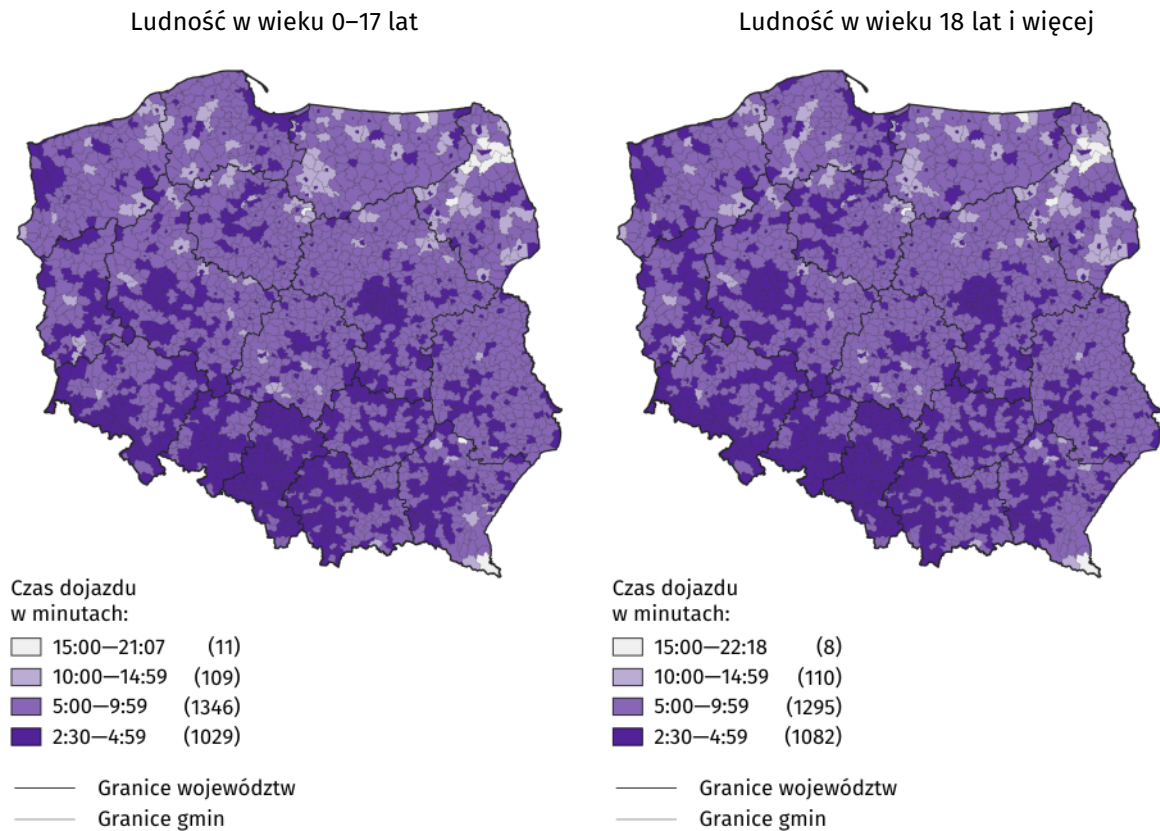 Ludność w wieku 0–17 lat
Czas dojazdu
w minutach:
15:00—21:07 (11)
10:00—14:59 (109)
5:00—9:59 (1346)
2:30—4:59 (1029)
Granice województw
Granice gmin
Ludność w wieku 18 lat i więcej
Czas dojazdu
w minutach:
15:00—22:18 (8)
10:00—14:59 (110)
5:00—9:59 (1295)
2:30—4:59 (1082)
Granice województw
Granice gmin